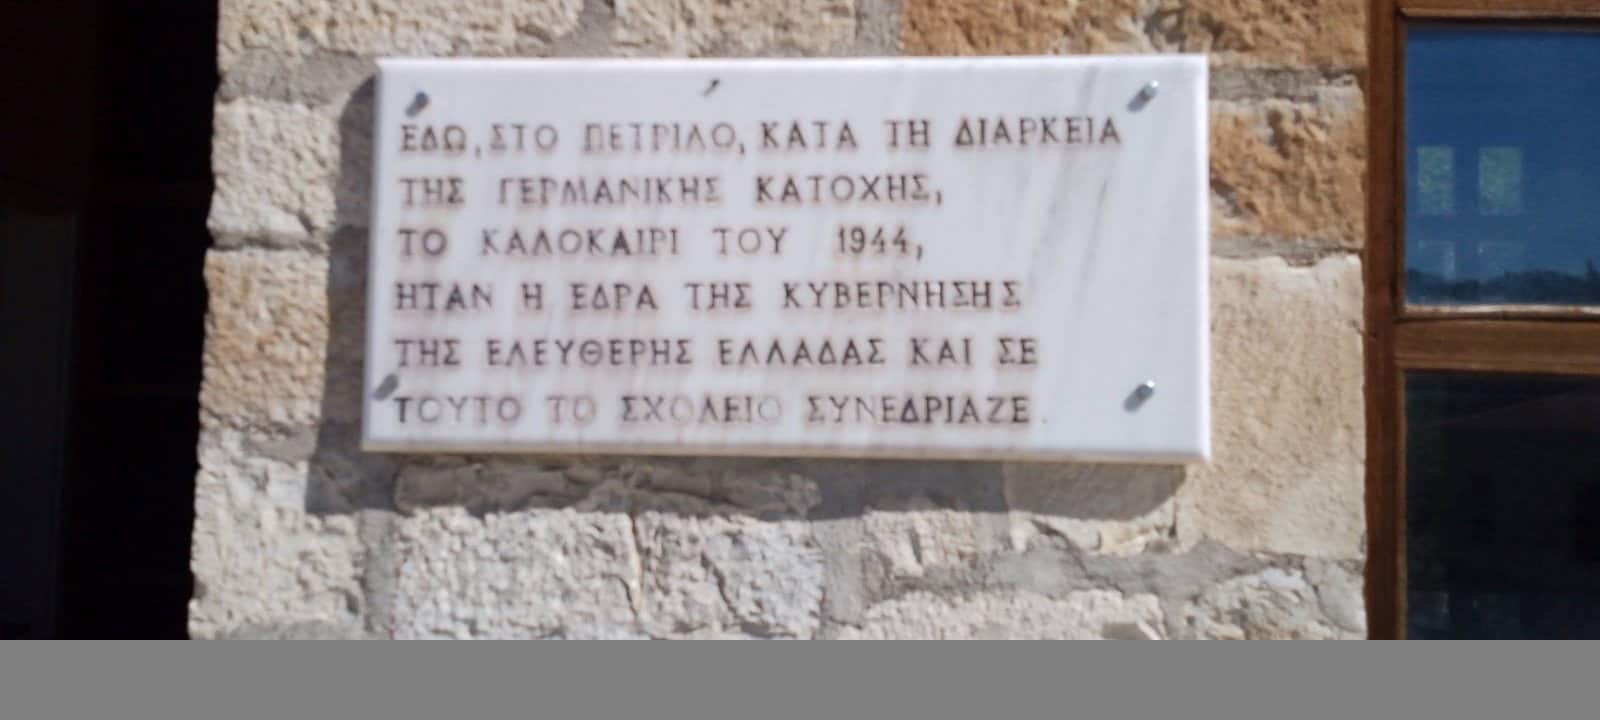 ΕΔΩ, ΣΤΟ ΠΕΤΡΙΛΟ, ΚΑΤΑ ΤΗ ΔΙΑΡΚΕΙΑ
ΤΗΣ ΓΕΡΜΑΝΙΚΗΣ ΚΑΤΟΧΗΣ,
ΤΟ ΚΑΛΟΚΑΙΡΙ ΤΟΥ 1944,
ΗΤΑΝ Η ΕΔΡΑ ΤΗΣ ΚΥΒΕΡΝΗΣΗΣ
ΤΗΣ ΕΛΕΥΘΕΡΗΣ ΕΛΛΑΔΑΣ ΚΑΙ ΣΕ
ΤΟΥΤΟ ΤΟ ΣΧΟΛΕΙΟ ΣΥΝΕΔΡΙΑΖΕ.